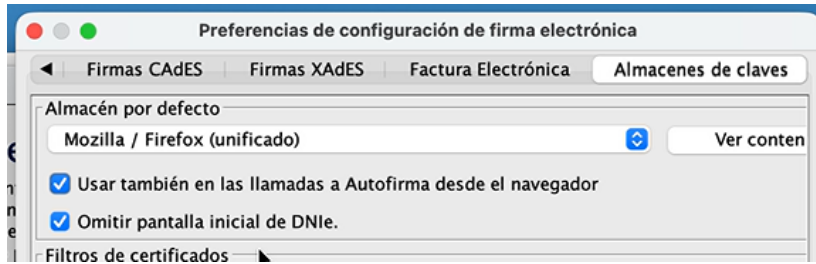 Preferencias de configuración de firma electrónica
Firmas CAdES Firmas XAdES Factura Electrónica Almacenes de claves
Almacén por defecto
Mozilla / Firefox (unificado) Ver conten
Usar también en las llamadas a Autofirma desde el navegador
Omitir pantalla inicial de DNIe.
Filtros de certificados